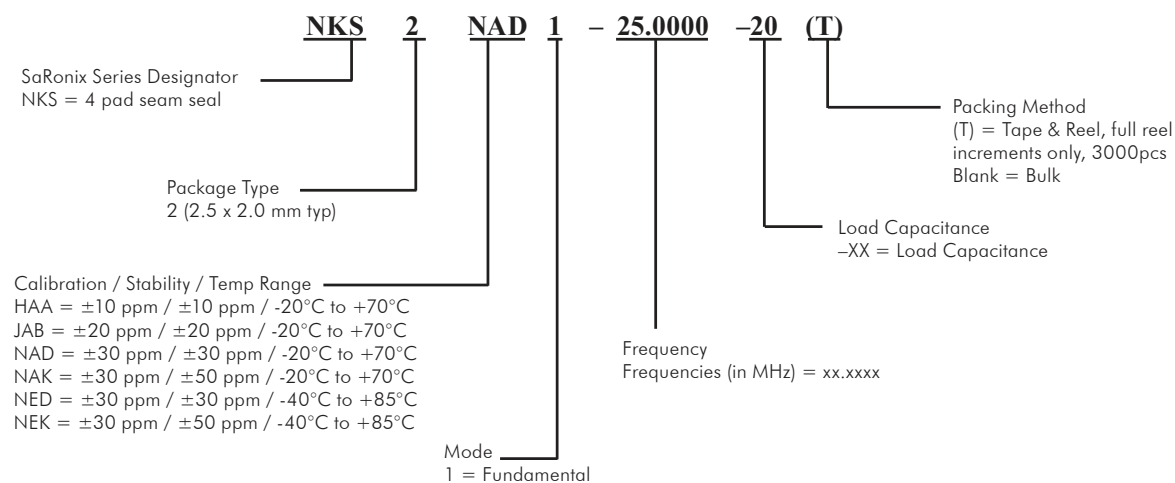 NKS 2 NAD 1 – 25.0000 –20 (T)
SaRonix Series Designator
NKS = 4 pad seam seal
Packing Method
(T) = Tape & Reel, full reel
increments only, 3000pcs
Blank = Bulk
Package Type
2 (2.5 x 2.0 mm typ)
Load Capacitance
–XX = Load Capacitance
Calibration / Stability / Temp Range
HAA = ±10 ppm / ±10 ppm / -20°C to +70°C
JAB = ±20 ppm / ±20 ppm / -20°C to +70°C
NAD = ±30 ppm / ±30 ppm / -20°C to +70°C
NAK = ±30 ppm / ±50 ppm / -20°C to +70°C
NED = ±30 ppm / ±30 ppm / -40°C to +85°C
NEK = ±30 ppm / ±50 ppm / -40°C to +85°C
Frequency
Frequencies (in MHz) = xx.xxxx
Mode
1 = Fundamental